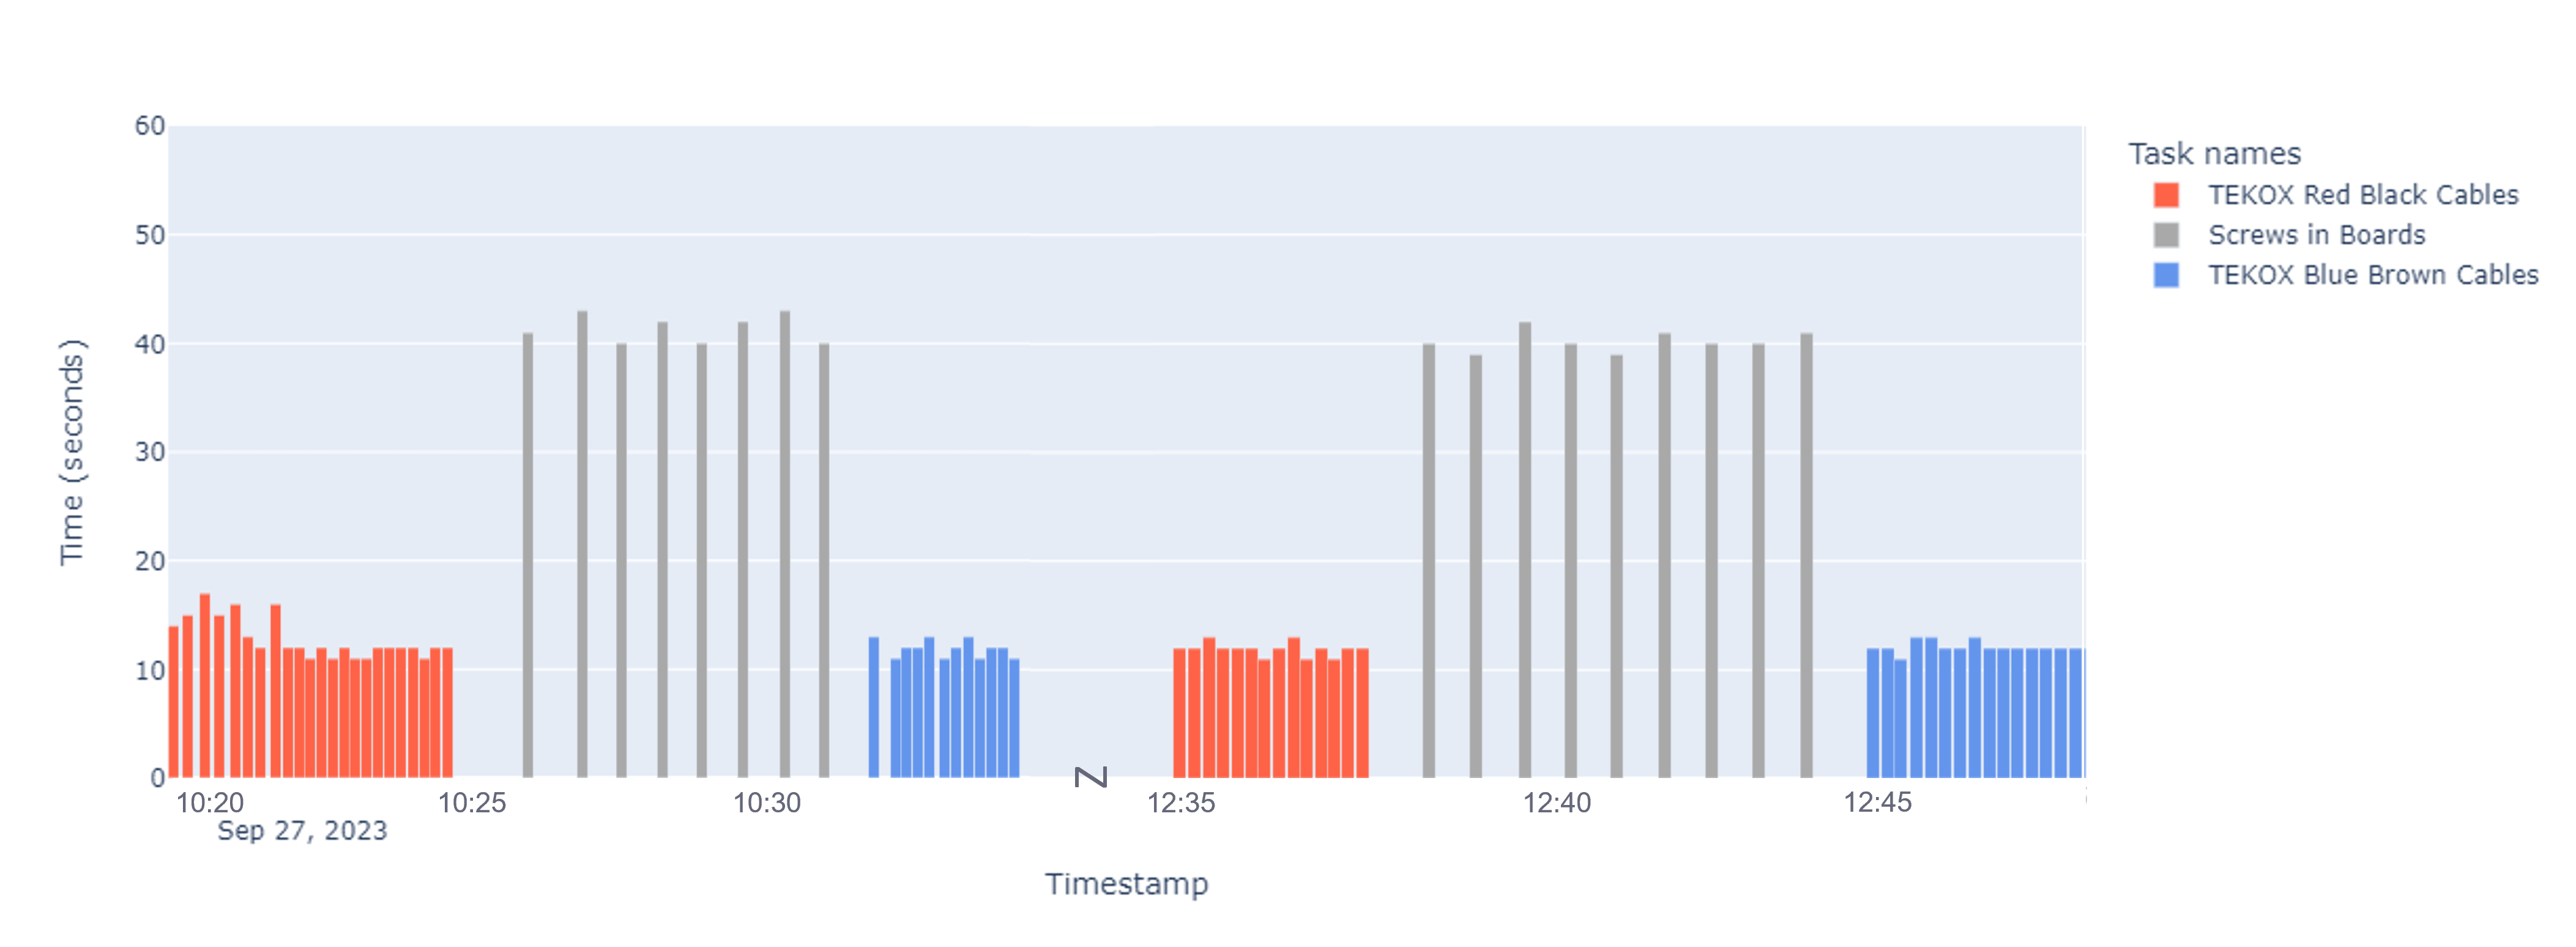 60
50
40
30
20
10
0
Time (seconds)
10:20
10:25
10:30
12:35
12:40
12:45
Sep 27, 2023
Timestamp
Task names
TEKOX Red Black Cables
Screws in Boards
TEKOX Blue Brown Cables